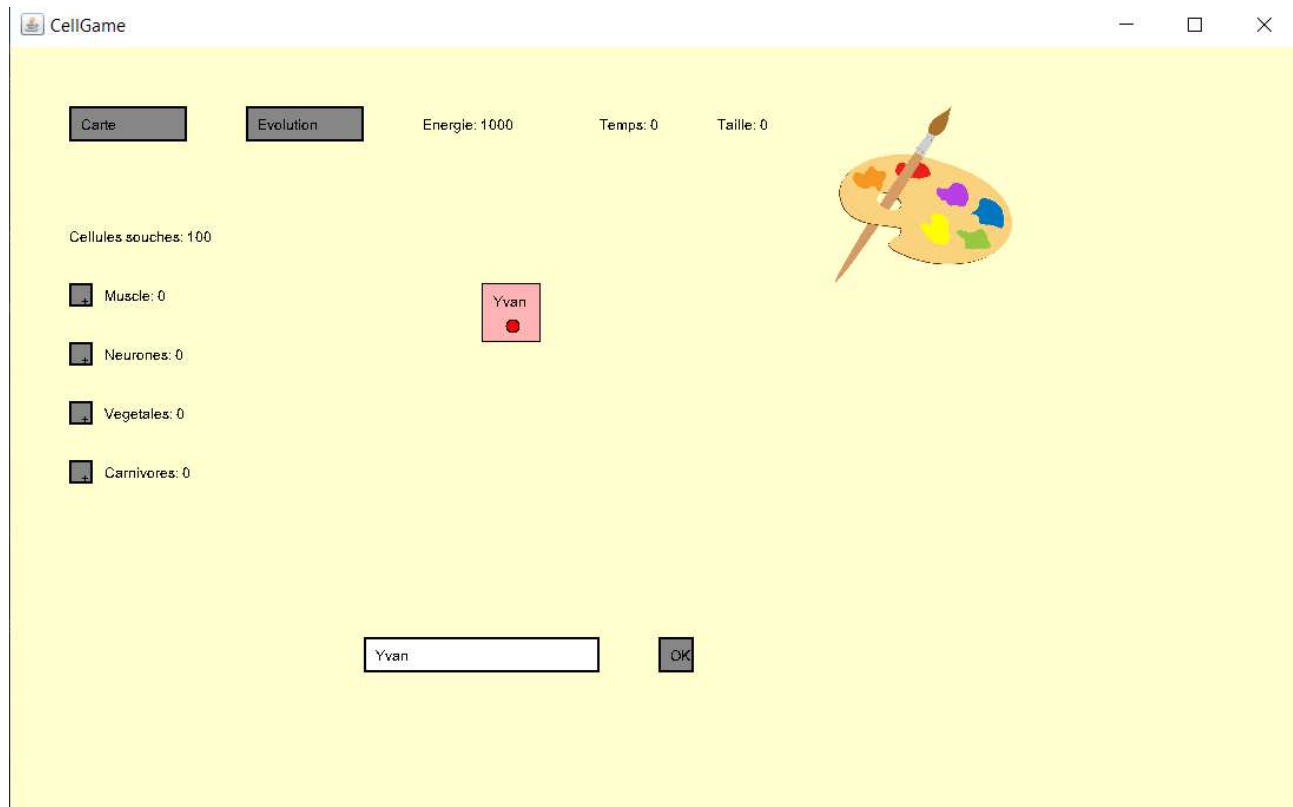 CellGame
Carte Evolution Energie: 1000 Temps: 0 Taille: 0
Cellules souches: 100
+ Muscle: 0
Yvan
+ Neurones: 0
+ Vegetales: 0
+ Carnivores: 0
Yvan OK